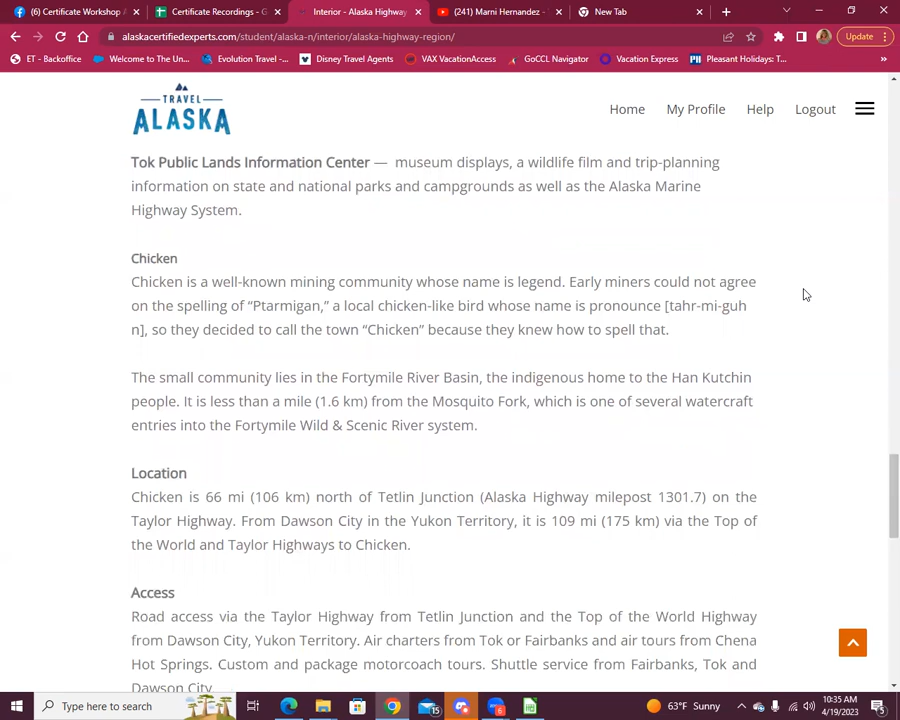 (6) Certificate Workshop A
Certificate Recordings - G
Interior - Alaska Highway
(241) Marni Hernandez -
New Tab
alaskacertifiedexperts.com/student/alaska-n/interior/alaska-highway-region/
Update
ET - Backoffice
Welcome to The Un...
Evolution Travel -...
Disney Travel Agents
VAX VacationAccess
GoCCL Navigator
Vacation Express
Pleasant Holidays: T...
TRAVEL
ALASKA
Home
My Profile
Help
Logout
Tok Public Lands Information Center — museum displays, a wildlife film and trip-planning
information on state and national parks and campgrounds as well as the Alaska Marine
Highway System.
Chicken
Chicken is a well-known mining community whose name is legend. Early miners could not agree
on the spelling of “Ptarmigan,” a local chicken-like bird whose name is pronounce [tahr-mi-guh
n], so they decided to call the town “Chicken” because they knew how to spell that.
The small community lies in the Fortymile River Basin, the indigenous home to the Han Kutchin
people. It is less than a mile (1.6 km) from the Mosquito Fork, which is one of several watercraft
entries into the Fortymile Wild & Scenic River system.
Location
Chicken is 66 mi (106 km) north of Tetlin Junction (Alaska Highway milepost 1301.7) on the
Taylor Highway. From Dawson City in the Yukon Territory, it is 109 mi (175 km) via the Top of
the World and Taylor Highways to Chicken.
Access
Road access via the Taylor Highway from Tetlin Junction and the Top of the World Highway
from Dawson City, Yukon Territory. Air charters from Tok or Fairbanks and air tours from Chena
Hot Springs. Custom and package motorcoach tours. Shuttle service from Fairbanks, Tok and
Dawson City.
Type here to search
15
6
63°F Sunny
10:35 AM
4/19/2023
5